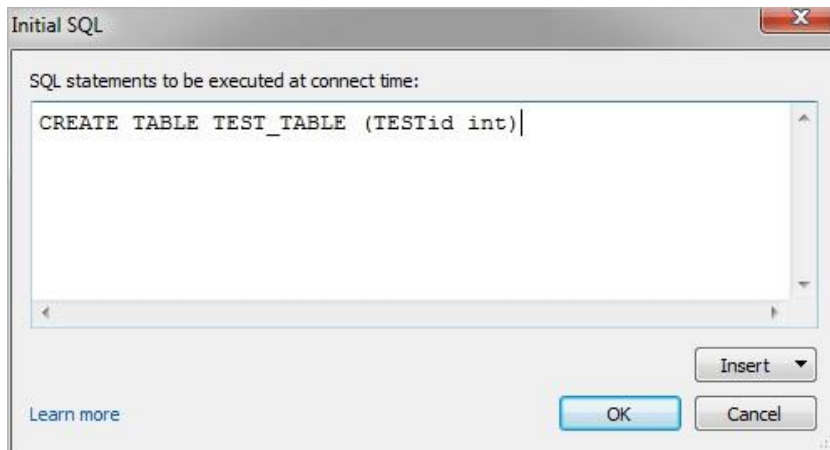 Initial SQL
SQL statements to be executed at connect time:
CREATE TABLE TEST_TABLE (TESTid int)
Insert
Learn more
OK
Cancel